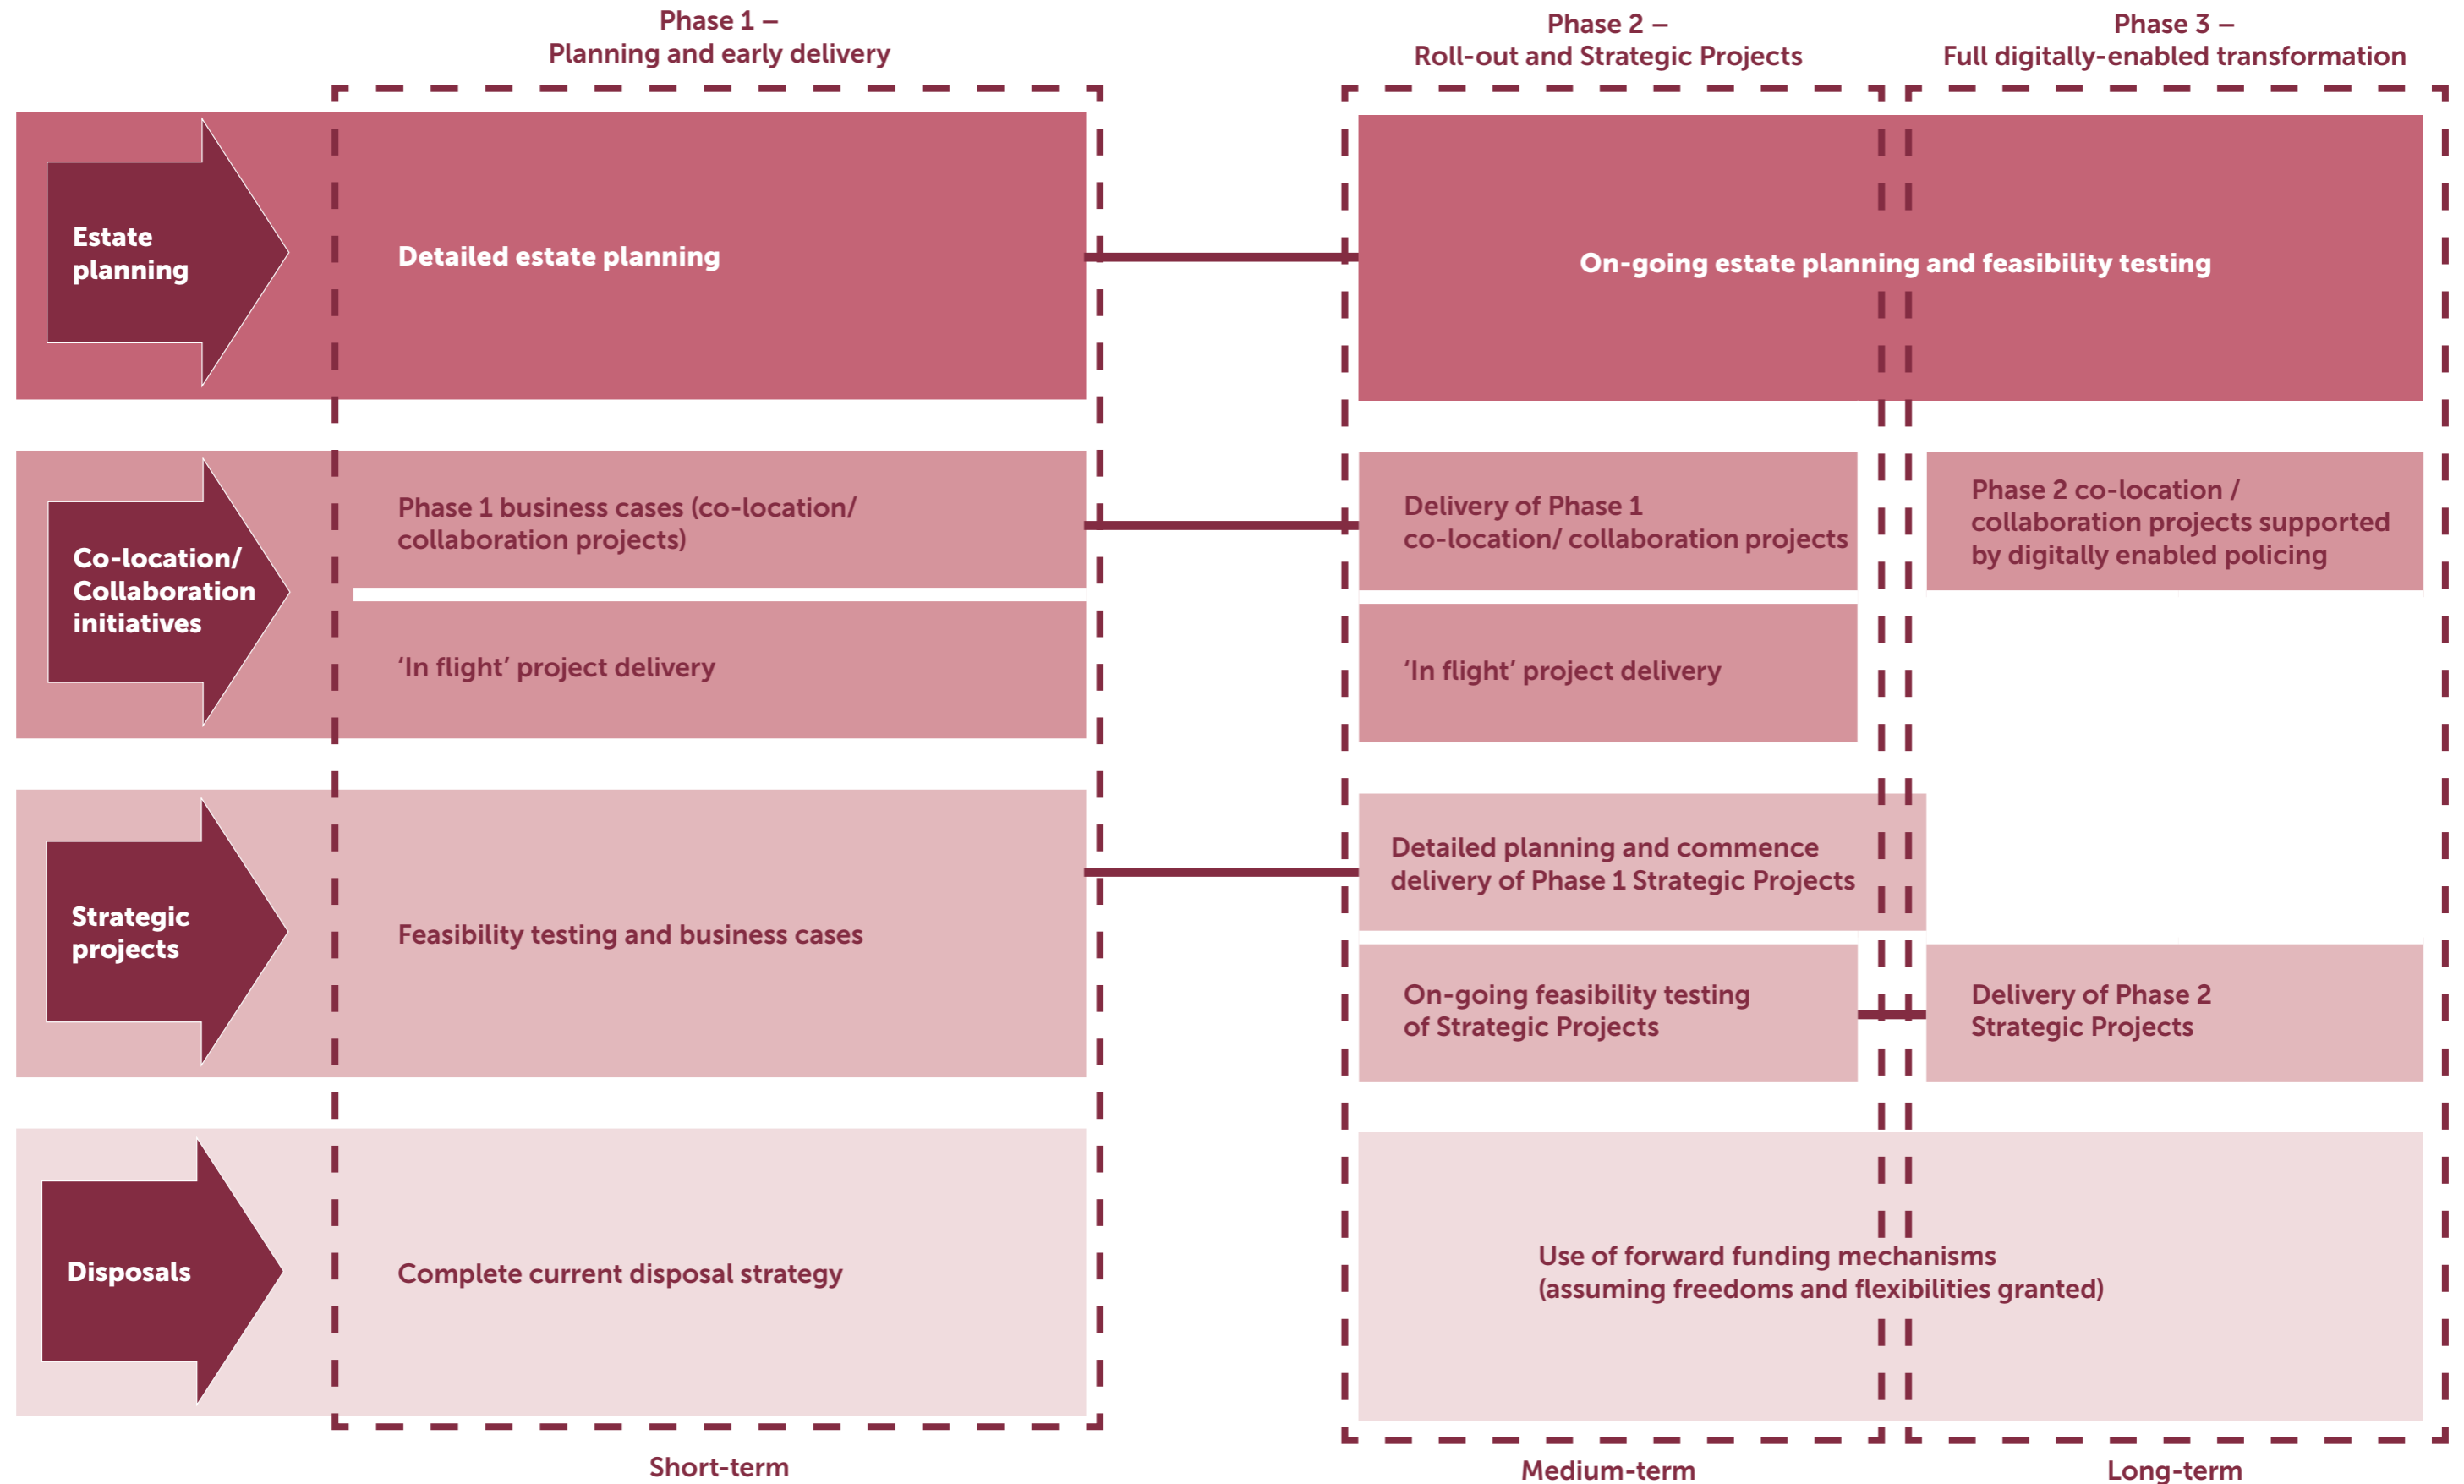 Phase 1 –
Planning and early delivery
Phase 2 –
Roll-out and Strategic Projects
Phase 3 –
Full digitally-enabled transformation
Estate
planning
Detailed estate planning
On-going estate planning and feasibility testing
Co-location/
Collaboration
initiatives
Phase 1 business cases (co-location/
collaboration projects)
‘In flight’ project delivery
Delivery of Phase 1
co-location/ collaboration projects
‘In flight’ project delivery
Phase 2 co-location /
collaboration projects supported
by digitally enabled policing
Strategic
projects
Feasibility testing and business cases
Detailed planning and commence
delivery of Phase 1 Strategic Projects
On-going feasibility testing
of Strategic Projects
Delivery of Phase 2
Strategic Projects
Disposals
Complete current disposal strategy
Use of forward funding mechanisms
(assuming freedoms and flexibilities granted)
Short-term
Medium-term
Long-term